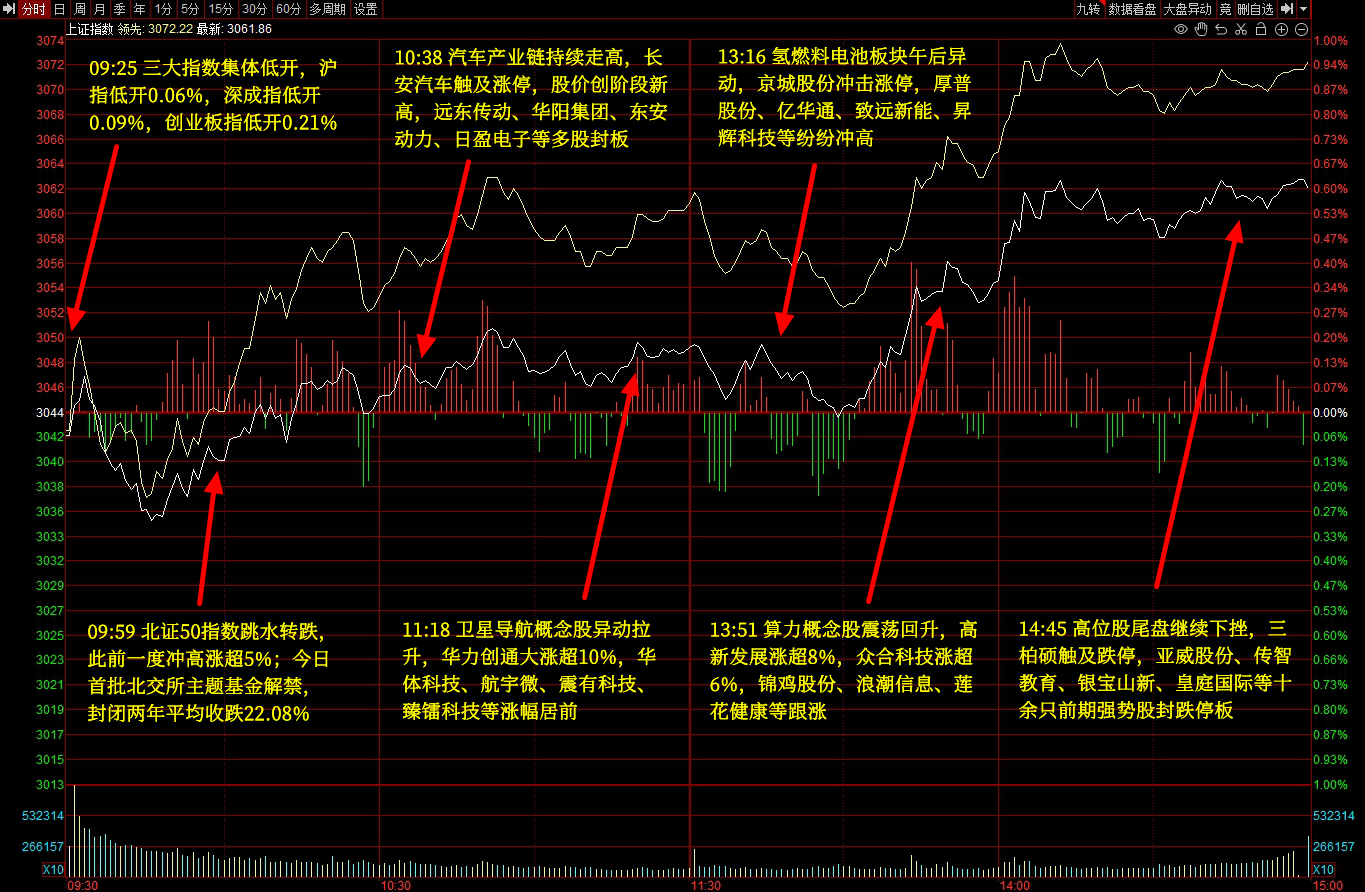 分时 日 周 月 季 年 1分 5分 15分 30分 60分 多周期 设置
九转 数据看盘 大盘异动 竞 删自选
上证指数 领先: 3072.22 最新: 3061.86
09:25 三大指数集体低开，沪
指低开0.06%，深成指低开
0.09%，创业板指低开0.21%
10:38 汽车产业链持续走高，长
安汽车触及涨停，股价创阶段新
高，远东传动、华阳集团、东安
动力、日盈电子等多股封板
13:16 氢燃料电池板块午后异
动，京城股份冲击涨停，厚普
股份、亿华通、致远新能、昇
辉科技等纷纷冲高
09:59 北证50指数跳水转跌，
此前一度冲高涨超5%；今日
首批北交所主题基金解禁，
封闭两年平均收跌22.08%
11:18 卫星导航概念股异动拉
升，华力创通大涨超10%，华
体科技、航宇微、震有科技、
臻镭科技等涨幅居前
13:51 算力概念股震荡回升，高
新发展涨超8%，众合科技涨超
6%，锦鸡股份、浪潮信息、莲
花健康等跟涨
14:45 高位股尾盘继续下挫，三
柏硕触及跌停，亚威股份、传智
教育、银宝山新、皇庭国际等十
余只前期强势股封跌停板
3074
3072
3070
3068
3066
3064
3062
3060
3058
3056
3054
3052
3050
3048
3046
3044
3042
3040
3038
3036
3033
3032
3029
3027
3025
3023
3021
3019
3017
3015
3013
532314
266157
X10
1.00%
0.94%
0.87%
0.80%
0.73%
0.67%
0.60%
0.53%
0.47%
0.40%
0.34%
0.27%
0.20%
0.13%
0.07%
0.00%
0.06%
0.13%
0.20%
0.27%
0.33%
0.40%
0.47%
0.53%
0.60%
0.66%
0.73%
0.80%
0.87%
0.93%
1.00%
532314
266157
X10
09:30 10:30 11:30 14:00 15:00